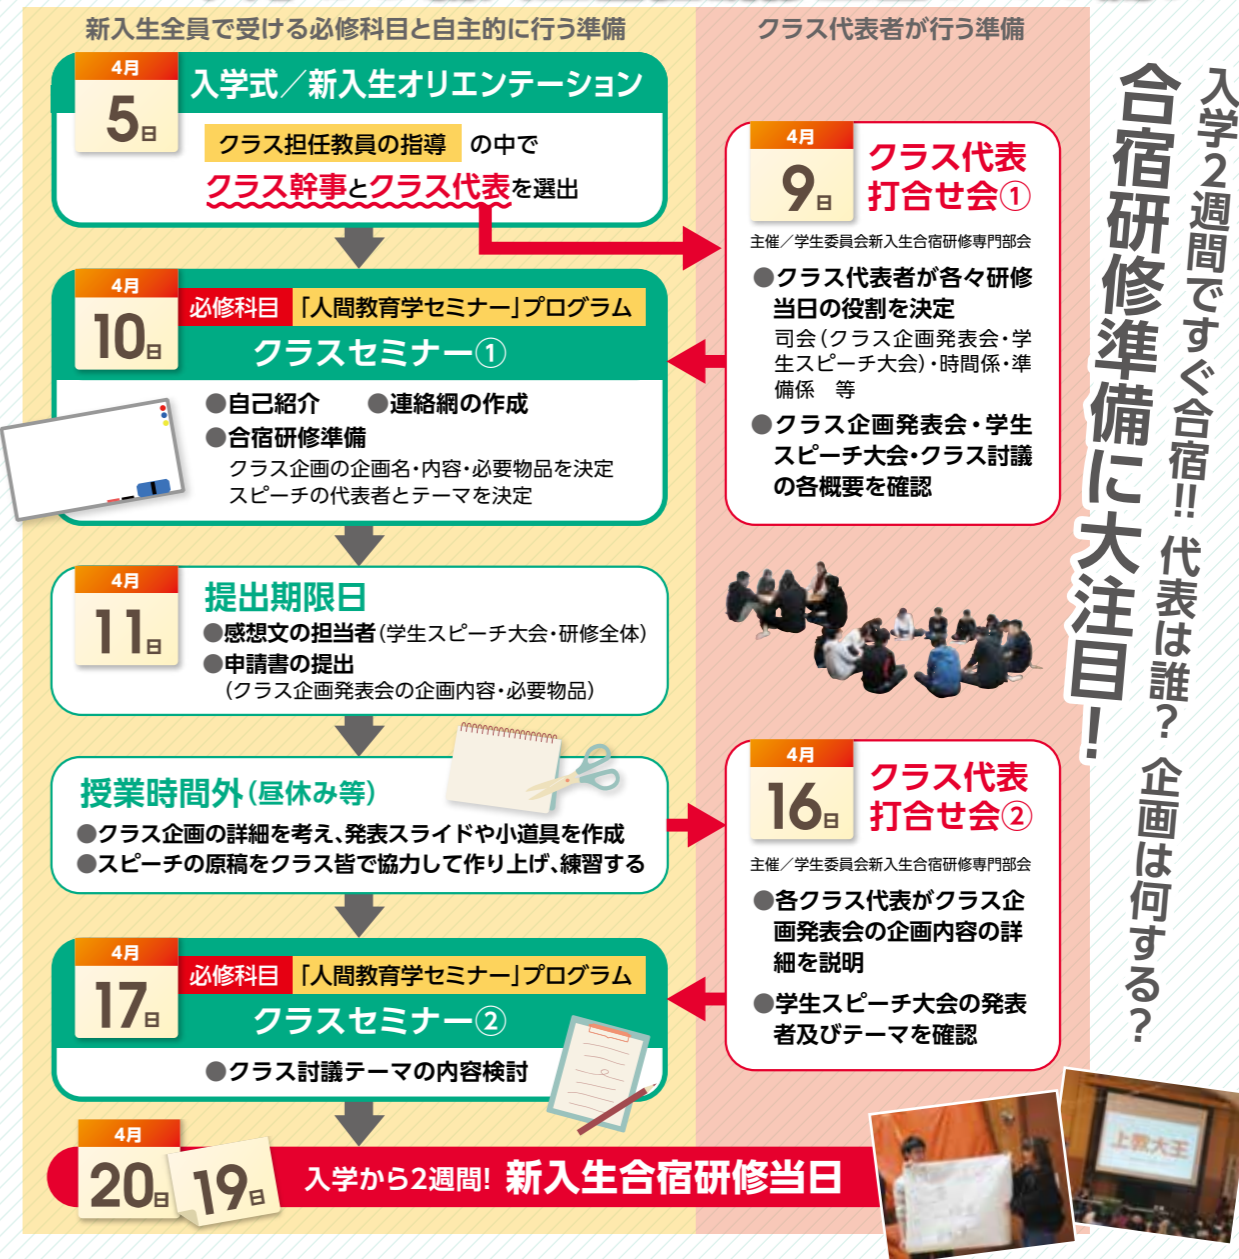 新入生全員で受ける必修科目と自主的に行う準備
クラス代表者が行う準備
入学2週間ですぐ合宿!! 代表は誰? 企画は何する?
合宿研修準備に大注目!
4月
5日
入学式/新入生オリエンテーション
クラス担任教員の指導 の中で
クラス幹事とクラス代表を選出
4月
9日
クラス代表
打合せ会①
主催/学生委員会新入生合宿研修専門部会
●クラス代表者が各々研修
当日の役割を決定
司会(クラス企画発表会・学
生スピーチ大会)・時間係・準
備係 等
●クラス企画発表会・学生
スピーチ大会・クラス討議
の各概要を確認
4月
10日
必修科目 「人間教育学セミナー」プログラム
クラスセミナー①
●自己紹介 ●連絡網の作成
●合宿研修準備
クラス企画の企画名・内容・必要物品を決定
スピーチの代表者とテーマを決定
4月
11日
提出期限日
●感想文の担当者(学生スピーチ大会・研修全体)
●申請書の提出
(クラス企画発表会の企画内容・必要物品)
授業時間外(昼休み等)
●クラス企画の詳細を考え、発表スライドや小道具を作成
●スピーチの原稿をクラス皆で協力して作り上げ、練習する
4月
16日
クラス代表
打合せ会②
主催/学生委員会新入生合宿研修専門部会
●各クラス代表がクラス企
画発表会の企画内容の詳
細を説明
●学生スピーチ大会の発表
者及びテーマを確認
4月
17日
必修科目 「人間教育学セミナー」プログラム
クラスセミナー②
●クラス討議テーマの内容検討
4月
20日 19日
入学から2週間! 新入生合宿研修当日
上教大王